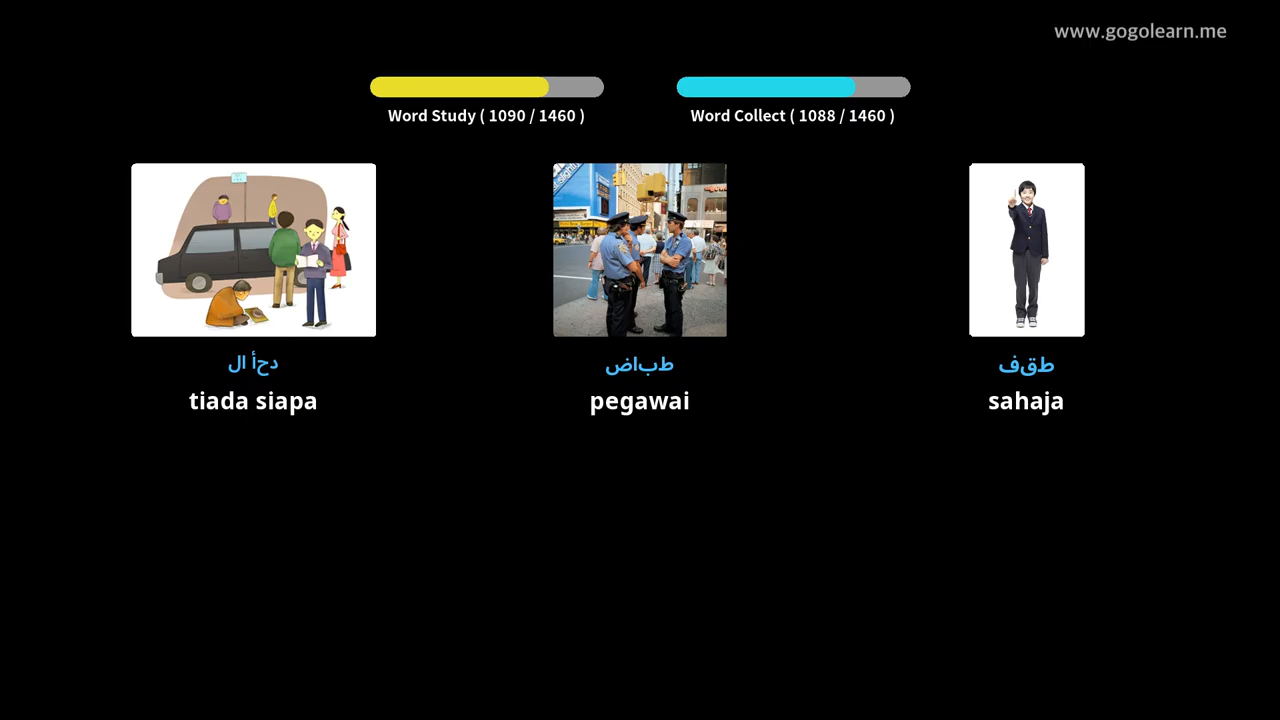 www.gogolearn.me
Word Study ( 1090 / 1460 )
Word Collect ( 1088 / 1460 )
دحأ ال
tiada siapa
طباض
pegawai
طقف
sahaja